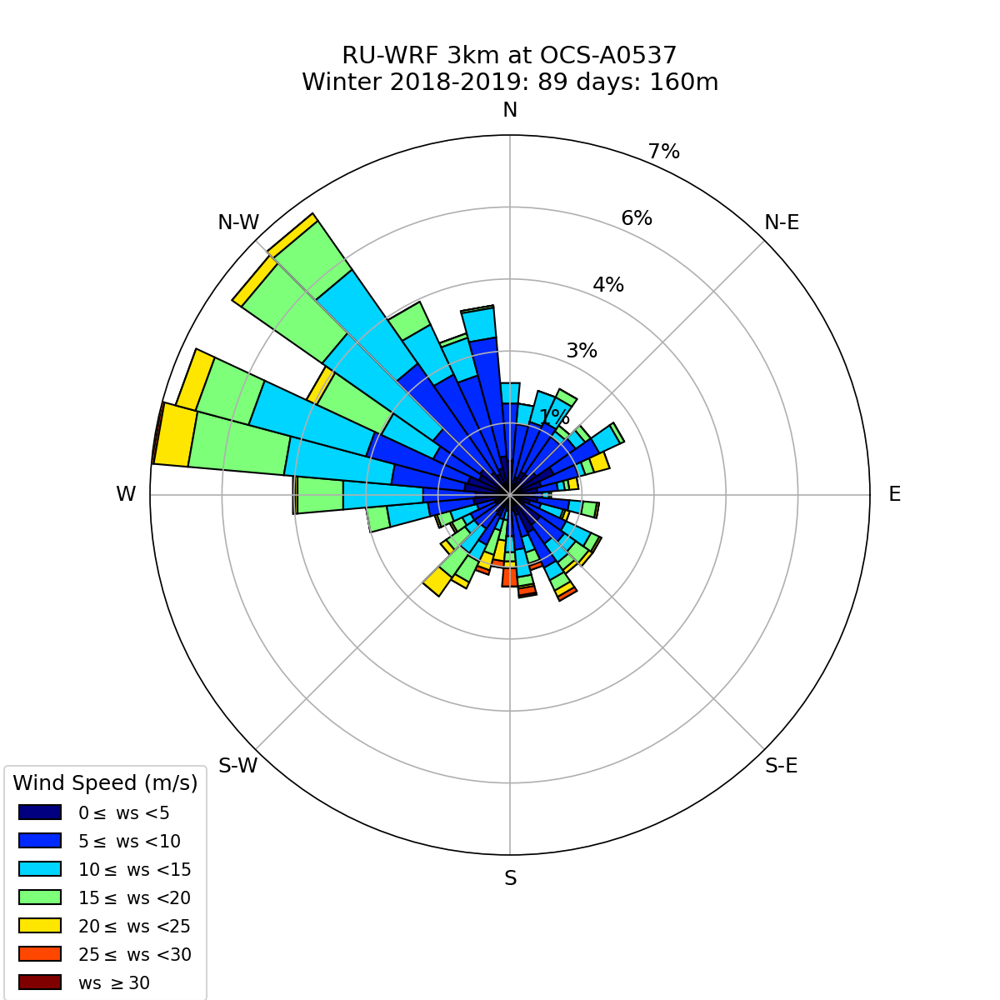 RU-WRF 3km at OCS-A0537
Winter 2018-2019: 89 days: 160m
N
7%
6%
N-W
N-E
4%
3%
1%
W
E
S-W
S-E
S
Wind Speed (m/s)
0≤ ws <5
5≤ ws <10
10≤ ws <15
15≤ ws <20
20≤ ws <25
25≤ ws <30
ws ≥30